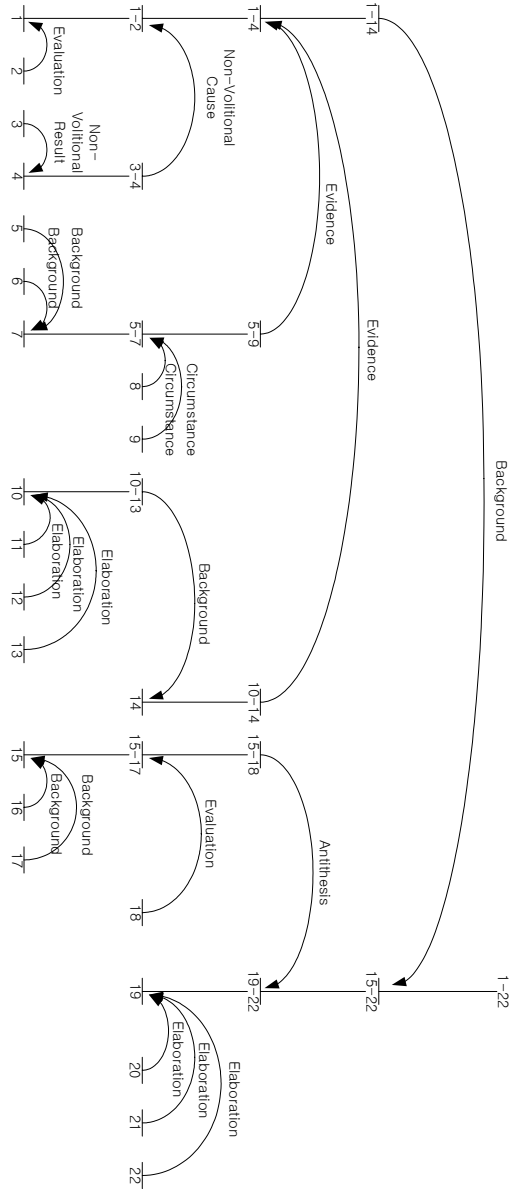 1-22
1-14
15-22
Background
1-4
5-9
10-14
15-18
19-22
Evidence
Evidence
Antithesis
1-2
3-4
5-7
8
9
10-13
14
15-17
18
19
20
21
22
Non-Volitional
Cause
Circumstance
Circumstance
Background
Evaluation
Elaboration
Elaboration
Elaboration
1
2
3
4
5
6
7
10
11
12
13
15
16
17
Evaluation
Non-
Volitional
Result
Background
Background
Elaboration
Elaboration
Elaboration
Background
Background